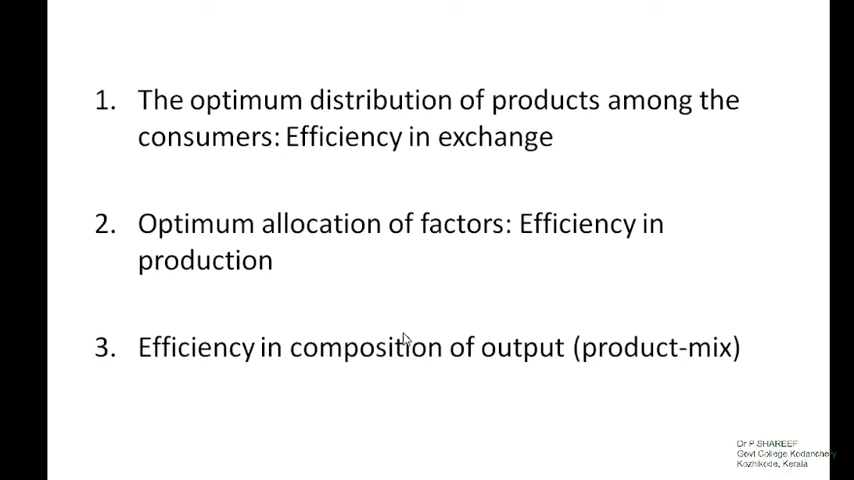 1. The optimum distribution of products among the
consumers: Efficiency in exchange
2. Optimum allocation of factors: Efficiency in
production
3. Efficiency in composition of output (product-mix)
Dr P SHAREEF
Govt College Kodanchery
Kozhikode, Kerala